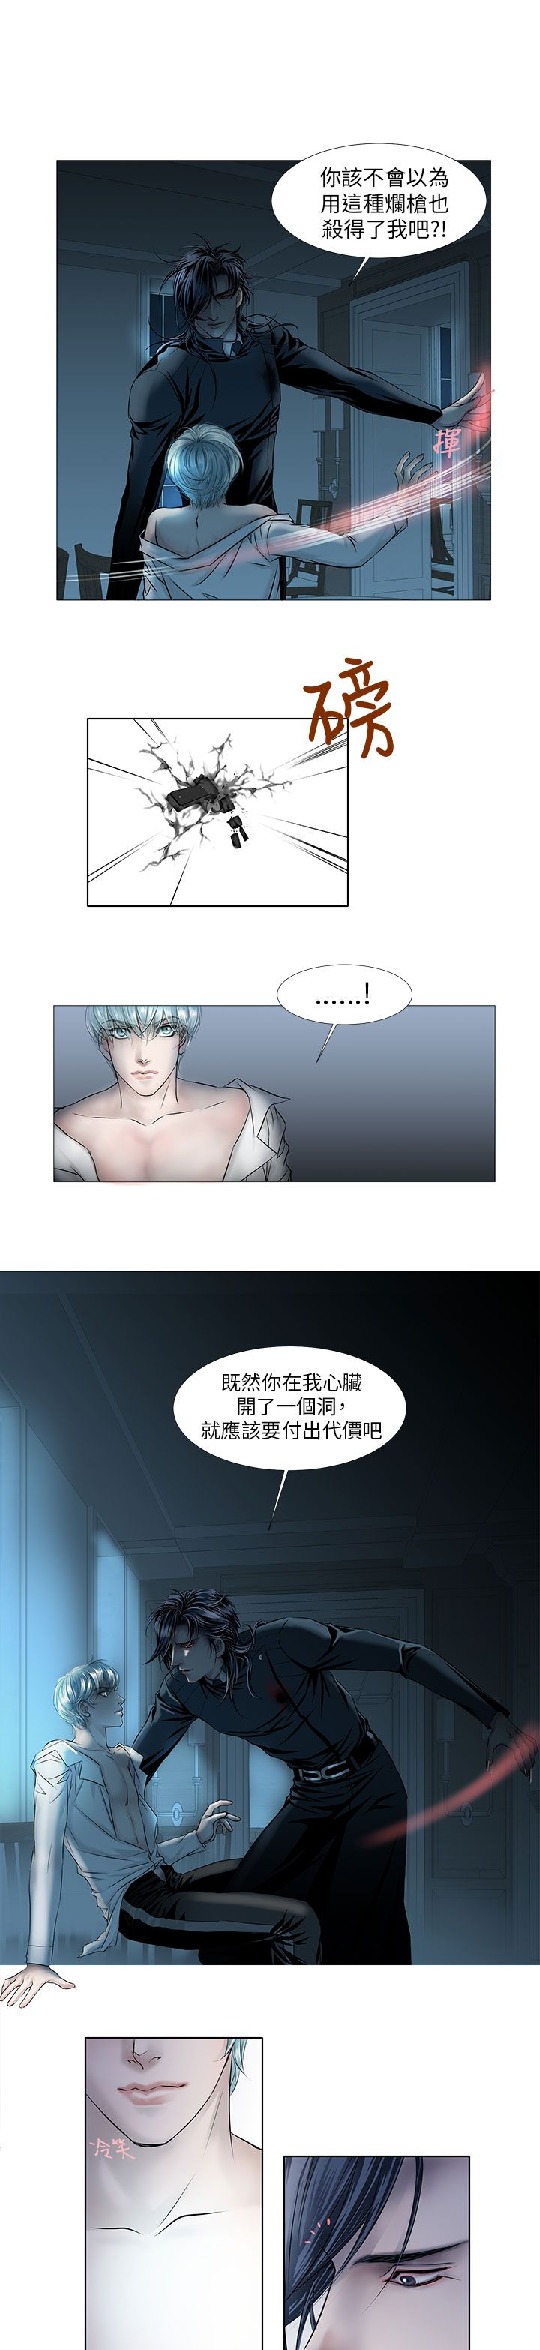 你該不會以為
用這種爛槍也
殺得了我吧?!
揮
磅
......!
既然你在我心臟
開了一個洞，
就應該要付出代價吧
冷笑